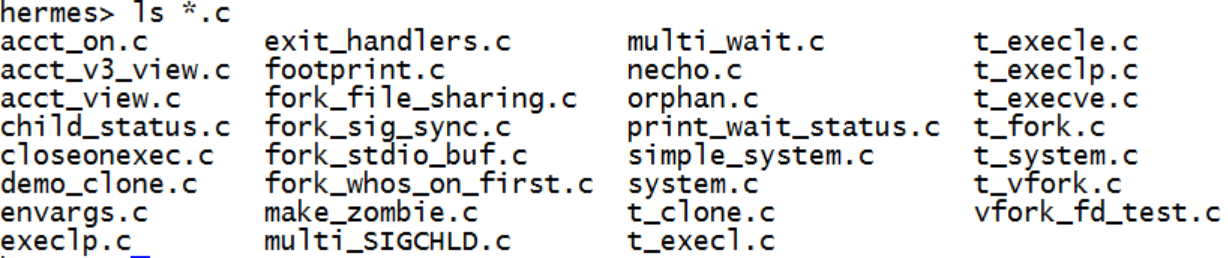 hermes> ls *.c
acct_on.c exit_handlers.c multi_wait.c t_execle.c
acct_v3_view.c footprint.c necho.c t_execlp.c
acct_view.c fork_file_sharing.c orphan.c t_execve.c
child_status.c fork_sig_sync.c print_wait_status.c t_fork.c
closeonexec.c fork_stdio_buf.c simple_system.c t_system.c
demo_clone.c fork_whos_on_first.c system.c t_vfork.c
envargs.c make_zombie.c t_clone.c vfork_fd_test.c
execlp.c multi_SIGCHLD.c t_execl.c